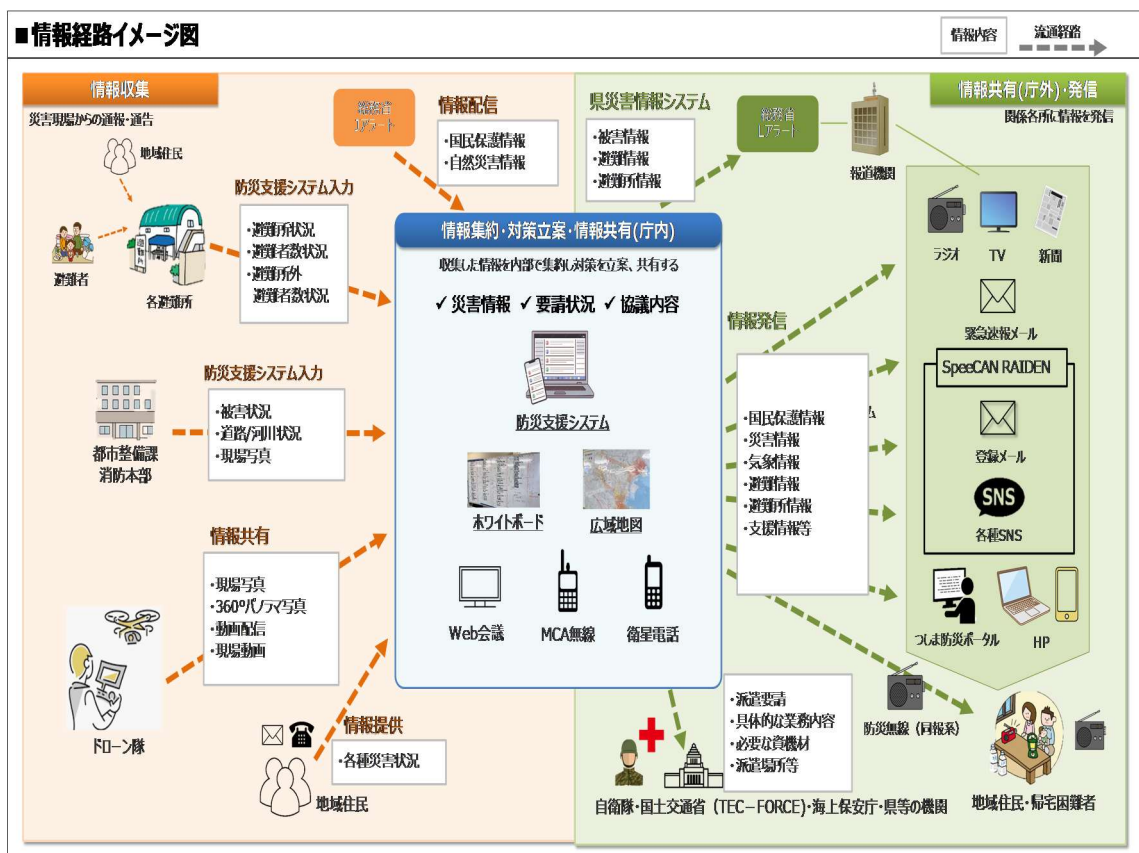 ■情報経路イメージ図
情報内容
流通経路
情報収集
災害現場からの通報・通告
地域住民
避難者
各避難所
防災支援システム入力
・避難所状況
・避難者数状況
・避難所外
避難者数状況
総務省
Jアラート
情報配信
・国民保護情報
・自然災害情報
都市整備課
消防本部
防災支援システム入力
・被害状況
・道路/河川状況
・現場写真
ドローン隊
情報共有
・現場写真
・360°パノラマ写真
・動画配信
・現場動画
地域住民
情報提供
・各種災害状況
情報集約・対策立案・情報共有(庁内)
収集した情報を内部で集約し対策を立案、共有する
✓災害情報 ✓要請状況 ✓協議内容
防災支援システム
ホワイトボード
広域地図
Web会議
MCA無線
衛星電話
県災害情報システム
・被害情報
・避難情報
・避難所情報
総務省
Lアラート
報道機関
情報共有(庁外)・発信
関係各所に情報を発信
ラジオ
TV
新聞
緊急速報メール
SpeeCAN RAIDEN
登録メール
SNS
各種SNS
つしま防災ポータル
HP
情報発信
・国民保護情報
・災害情報
・気象情報
・避難情報
・避難所情報
・支援情報等
ム
・派遣要請
・具体的な業務内容
・必要な資機材
・派遣場所等
自衛隊・国土交通省（TEC－FORCE）・海上保安庁・県等の機関
防災無線（同報系）
地域住民・帰宅困難者